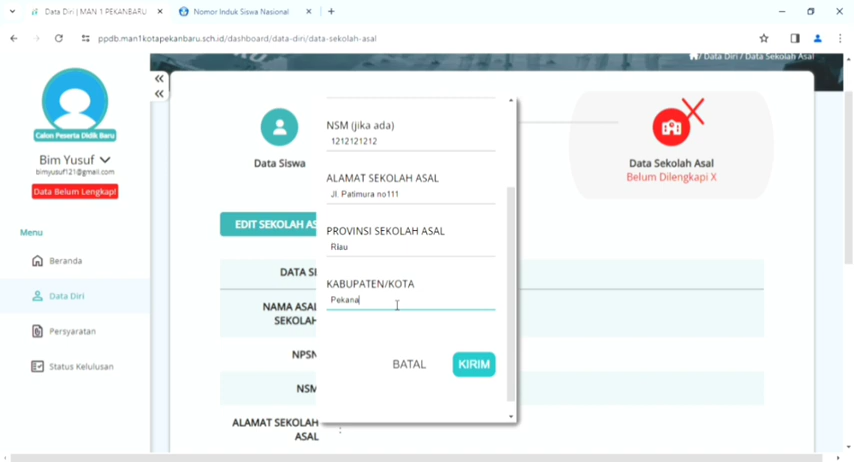 Data Diri | MAN 1 PEKANBARU
Nomor Induk Siswa Nasional
ppdb.man1kotapekanbaru.sch.id/dashboard/data-diri/data-sekolah-asal
/ Data Diri / Data Sekolah Asal
Calon Peserta Didik Baru
Bim Yusuf
bimyusuf121@gmail.com
Data Belum Lengkap!
Menu
Beranda
Data Diri
Persyaratan
Status Kelulusan
Data Siswa
Data Sekolah Asal
Belum Dilengkapi X
EDIT SEKOLAH AS
DATA SI
NAMA ASAL
SEKOLAH
NPSN
NSM
ALAMAT SEKOLAH
ASAL
:
NSM (jika ada)
1212121212
ALAMAT SEKOLAH ASAL
Jl. Patimura no111
PROVINSI SEKOLAH ASAL
Riau
KABUPATEN/KOTA
Pekana
BATAL
KIRIM